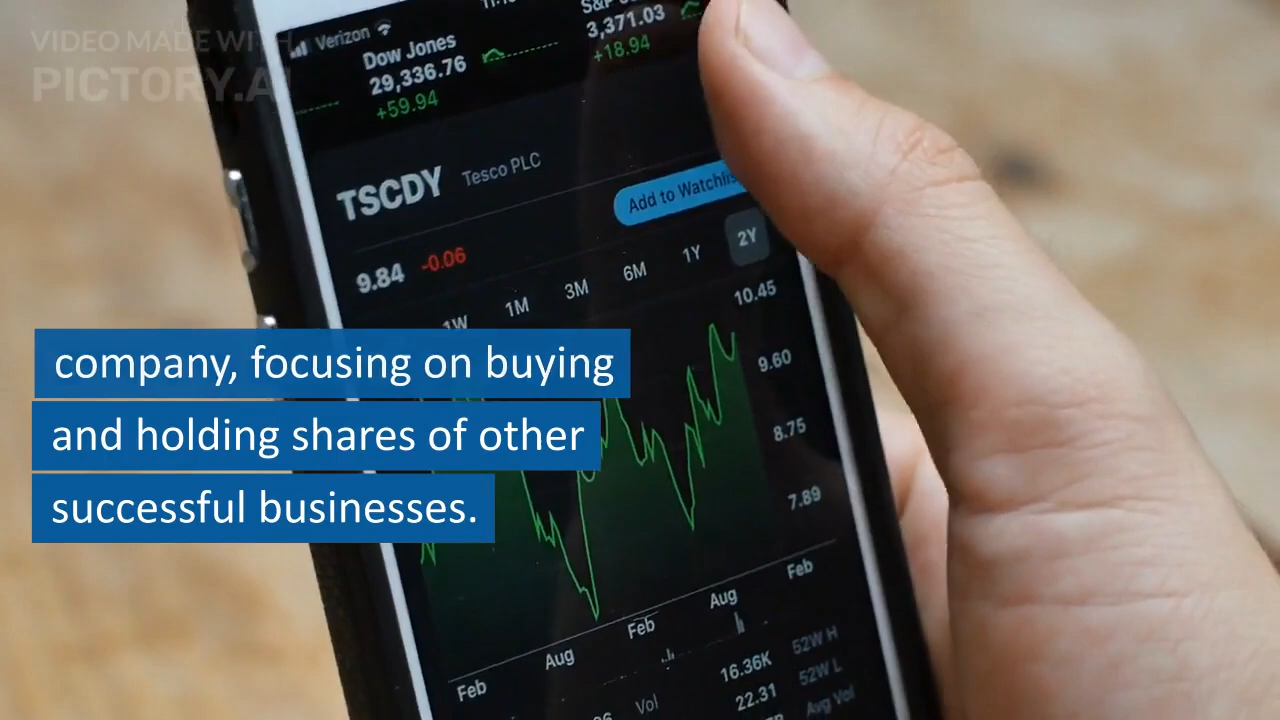 VIDEO MADE WITH
PICTORY.AI
Verizon
Dow Jones
29,336.76
+59.94
3,371.03
+18.94
TSCDY Tesco PLC
Add to Watchlist
9.84 -0.06
1W 1M 3M 6M 1Y 2Y
10.45
9.60
8.75
7.89
company, focusing on buying
and holding shares of other
successful businesses.
Feb Aug Feb Aug Feb
Vol 16.36K 52W H
22.31 52W L
Avg Vol